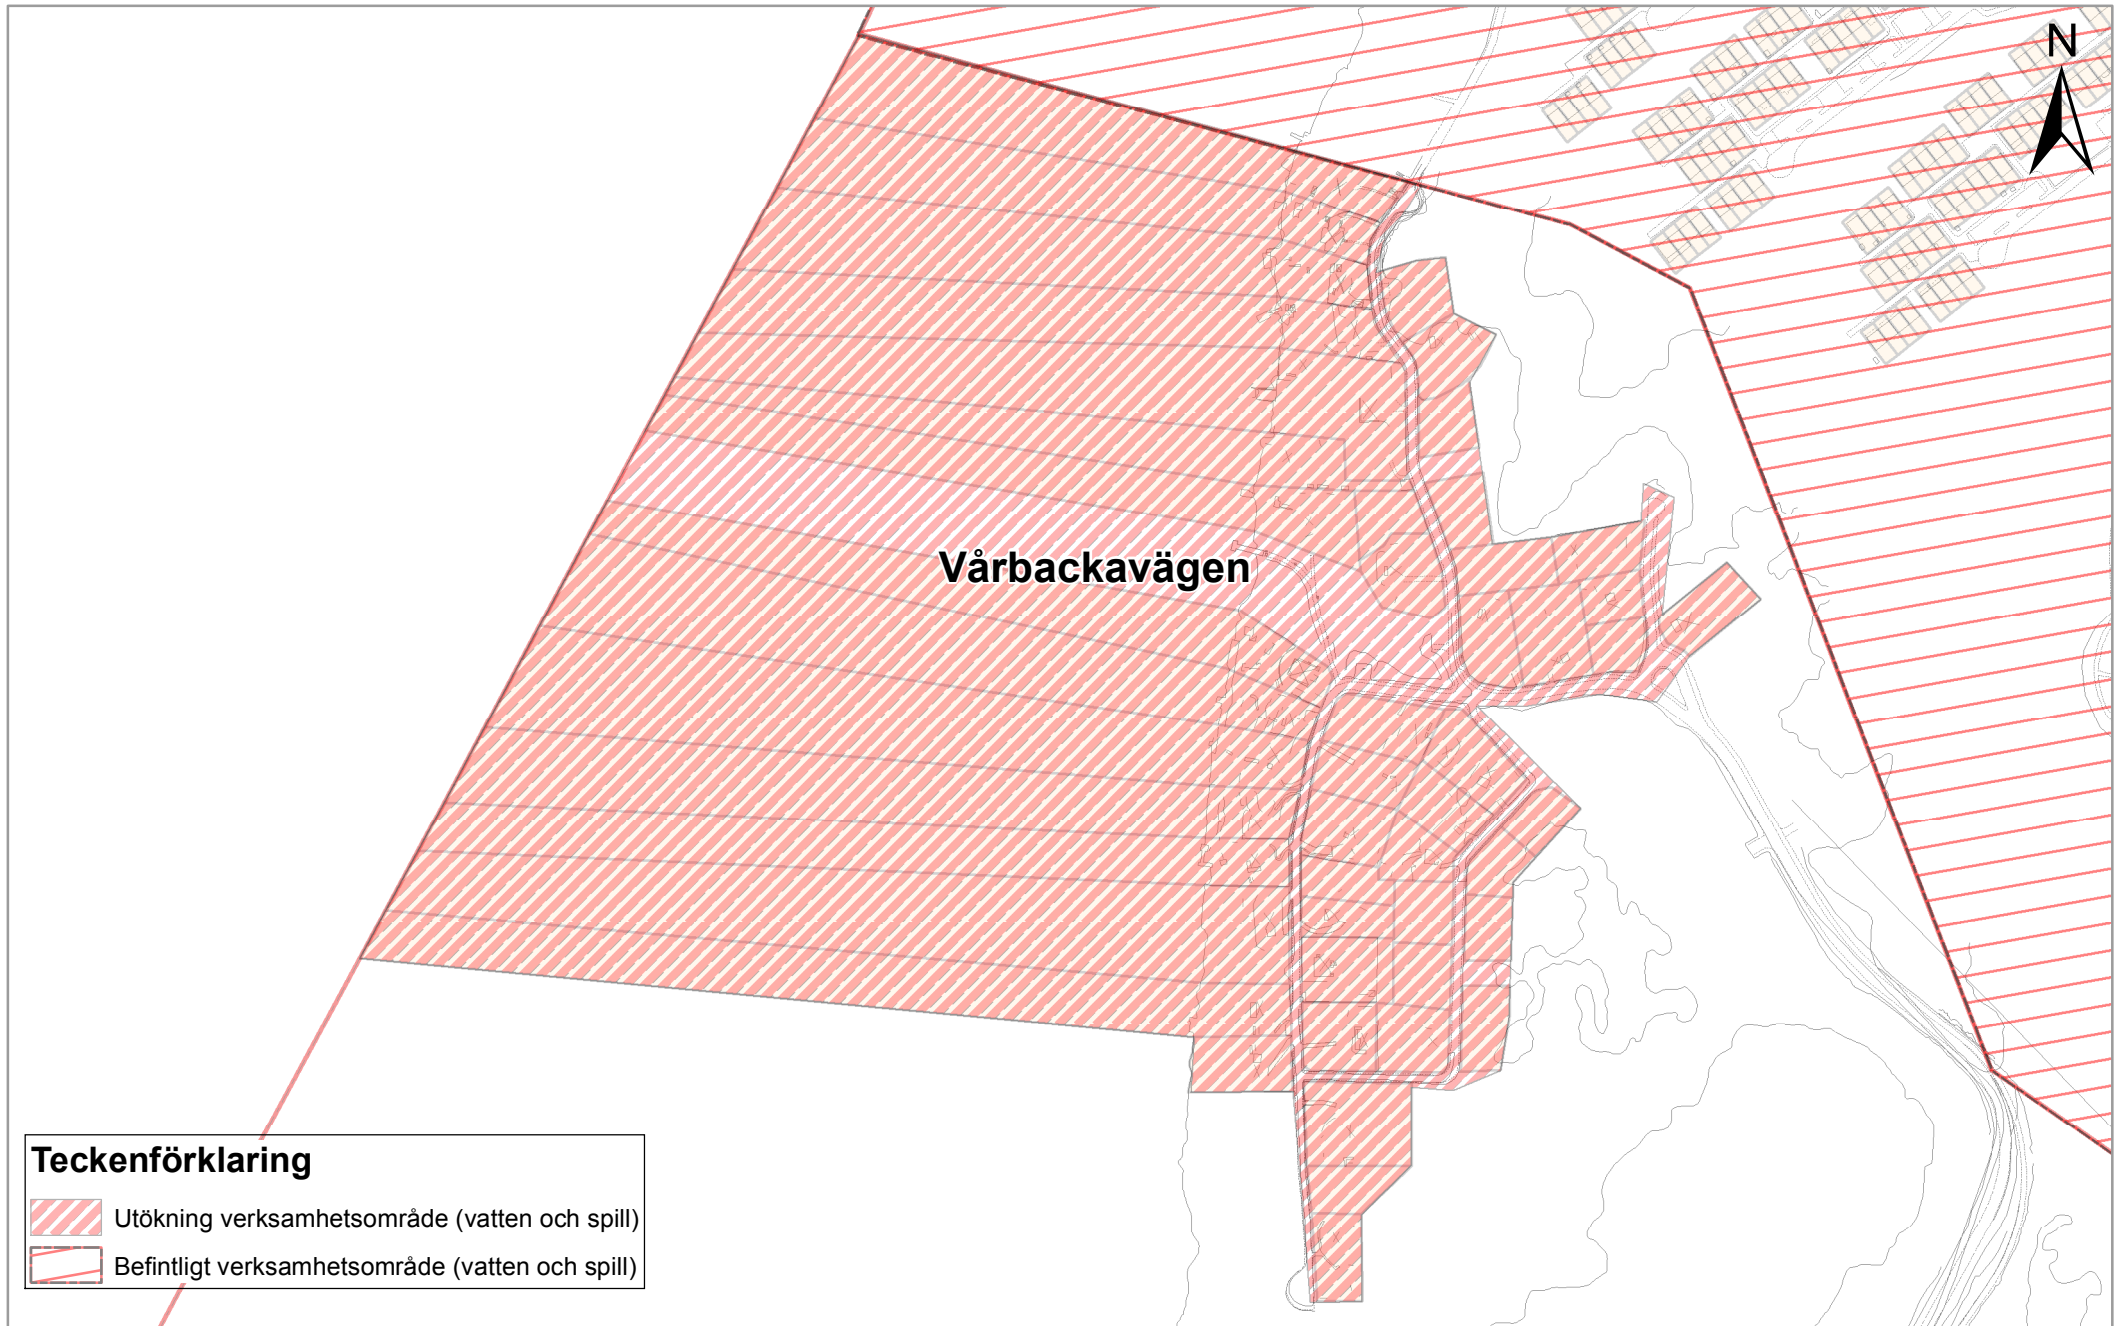 N
Vårbackavägen
Teckenförklaring
Utökning verksamhetsområde (vatten och spill)
Befintligt verksamhetsområde (vatten och spill)